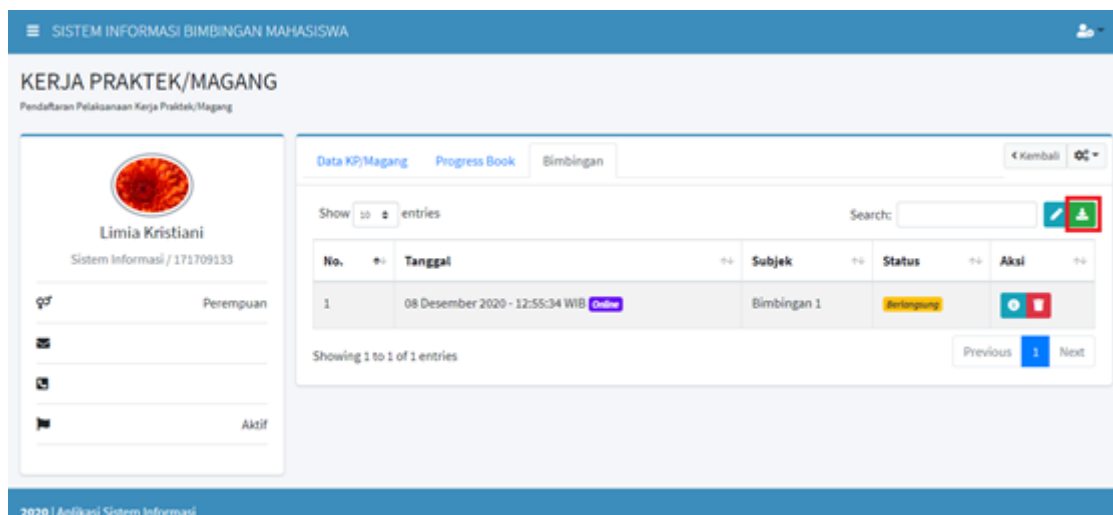 SISTEM INFORMASI BIMBINGAN MAHASISWA
KERJA PRAKTEK/MAGANG
Pendaftaran Pelaksanaan Kerja Praktek/Magang
Limia Kristiani
Sistem Informasi / 171709133
Perempuan
Aktif
Data KP/Magang Progress Book Bimbingan Kembali
Show 10 entries Search:
No. Tanggal Subjek Status Aksi
1 08 Desember 2020 - 12:55:34 WIB Online Bimbingan 1 Berlangsung
Showing 1 to 1 of 1 entries Previous 1 Next
2020 | Aplikasi Sistem Informasi